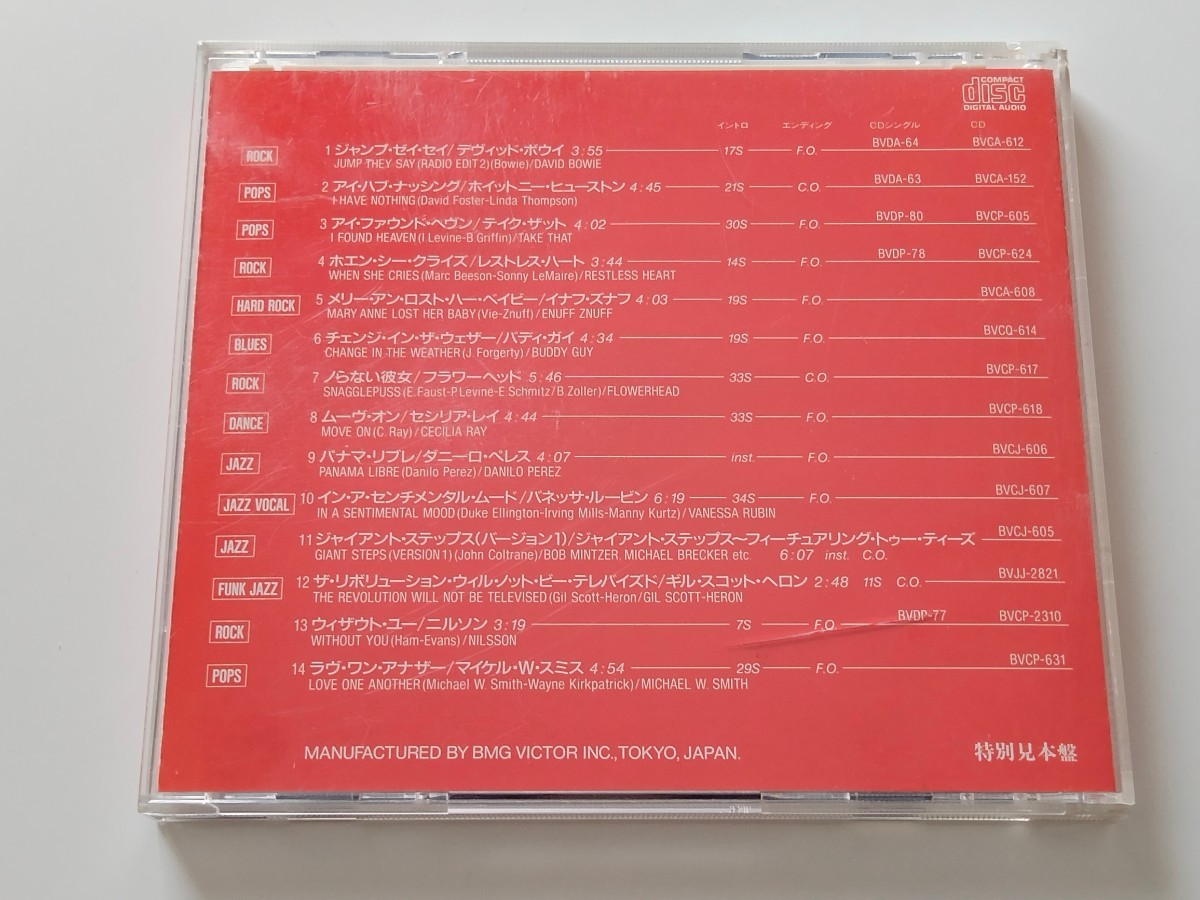 COMPACT
disc
DIGITAL AUDIO
イントロ エンディング CDシングル CD
ROCK 1 ジャンプ・ゼイ・セイ/デヴィッド・ボウイ 3:55 17S F.O. BVDA-64 BVCA-612
JUMP THEY SAY (RADIO EDIT2) (Bowie)/DAVID BOWIE
POPS 2 アイ・ハブ・ナッシング/ホイットニー・ヒューストン 4:45 21S C.O. BVDA-63 BVCA-152
I HAVE NOTHING (David Foster-Linda Thompson)
POPS 3 アイ・ファウンド・ヘヴン/テイク・ザット 4:02 30S F.O. BVDP-80 BVCP-605
I FOUND HEAVEN (I.Levine-B.Griffin)/TAKE THAT
ROCK 4 ホエン・シー・クライズ/レストレス・ハート 3:44 14S F.O. BVDP-78 BVCP-624
WHEN SHE CRIES (Marc Beeson-Sonny LeMaire)/RESTLESS HEART
HARD ROCK 5 メリー・アン・ロスト・ハー・ベイビー/イナフ・ズナフ 4:03 19S F.O. BVCA-608
MARY ANNE LOST HER BABY (Vie-Znuff)/ENUFF ZNUFF
BLUES 6 チェンジ・イン・ザ・ウェザー/バディ・ガイ 4:34 19S F.O. BVCQ-614
CHANGE IN THE WEATHER (J. Forgerty)/BUDDY GUY
ROCK 7 ノらない彼女/フラワーヘッド 5:46 33S C.O. BVCP-617
SNAGGLEPUSS (E.Faust-P.Levine-E.Schmitz/B.Zoller)/FLOWERHEAD
DANCE 8 ムーヴ・オン/セシリア・レイ 4:44 33S F.O. BVCP-618
MOVE ON (C. Ray)/CECILIA RAY
JAZZ 9 パナマ・リブレ/ダニーロ・ペレス 4:07 inst. F.O. BVCJ-606
PANAMA LIBRE (Danilo Perez)/DANILO PEREZ
JAZZ VOCAL 10 イン・ア・センチメンタル・ムード/バネッサ・ルービン 6:19 34S F.O. BVCJ-607
IN A SENTIMENTAL MOOD (Duke Ellington-Irving Mills-Manny Kurtz)/VANESSA RUBIN
JAZZ 11 ジャイアント・ステップス(バージョン1)/ジャイアント・ステップス〜フィーチュアリング・トゥー・ティーズ BVCJ-605
GIANT STEPS (VERSION 1) (John Coltrane)/BOB MINTZER, MICHAEL BRECKER etc. 6:07 inst. C.O.
FUNK JAZZ 12 ザ・リボリューション・ウィル・ノット・ビー・テレバイズド/ギル・スコット・ヘロン 2:48 11S C.O. BVJJ-2821
THE REVOLUTION WILL NOT BE TELEVISED (Gil Scott-Heron/GIL SCOTT-HERON
ROCK 13 ウィザウト・ユー/ニルソン 3:19 7S F.O. BVDP-77 BVCP-2310
WITHOUT YOU (Ham-Evans)/NILSSON
POPS 14 ラヴ・ワン・アナザー/マイケル・W・スミス 4:54 29S F.O. BVCP-631
LOVE ONE ANOTHER (Michael W. Smith-Wayne Kirkpatrick)/MICHAEL W. SMITH
MANUFACTURED BY BMG VICTOR INC., TOKYO, JAPAN. 特別見本盤